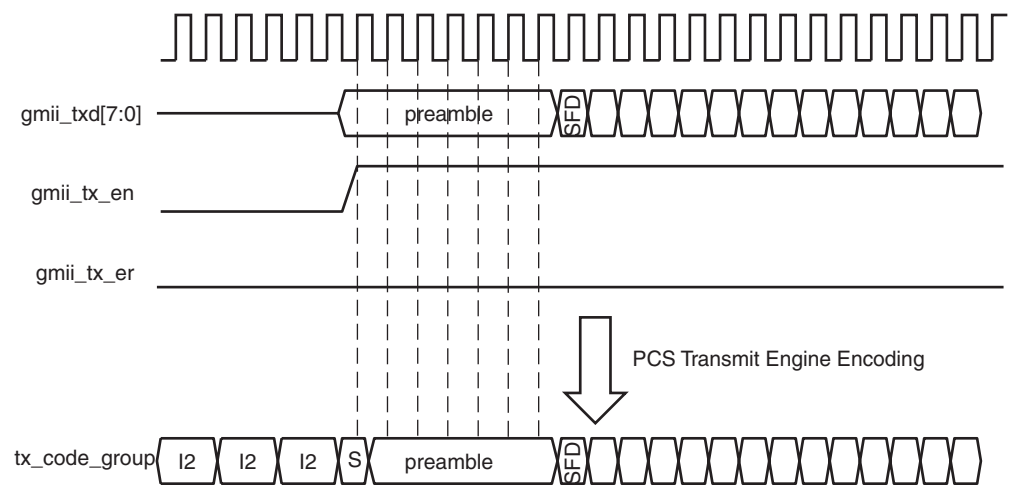 gmii_txd[7:0]
preamble
SFD
gmii_tx_en
gmii_tx_er
PCS Transmit Engine Encoding
tx_code_group
I2
I2
I2
S
preamble
SFD